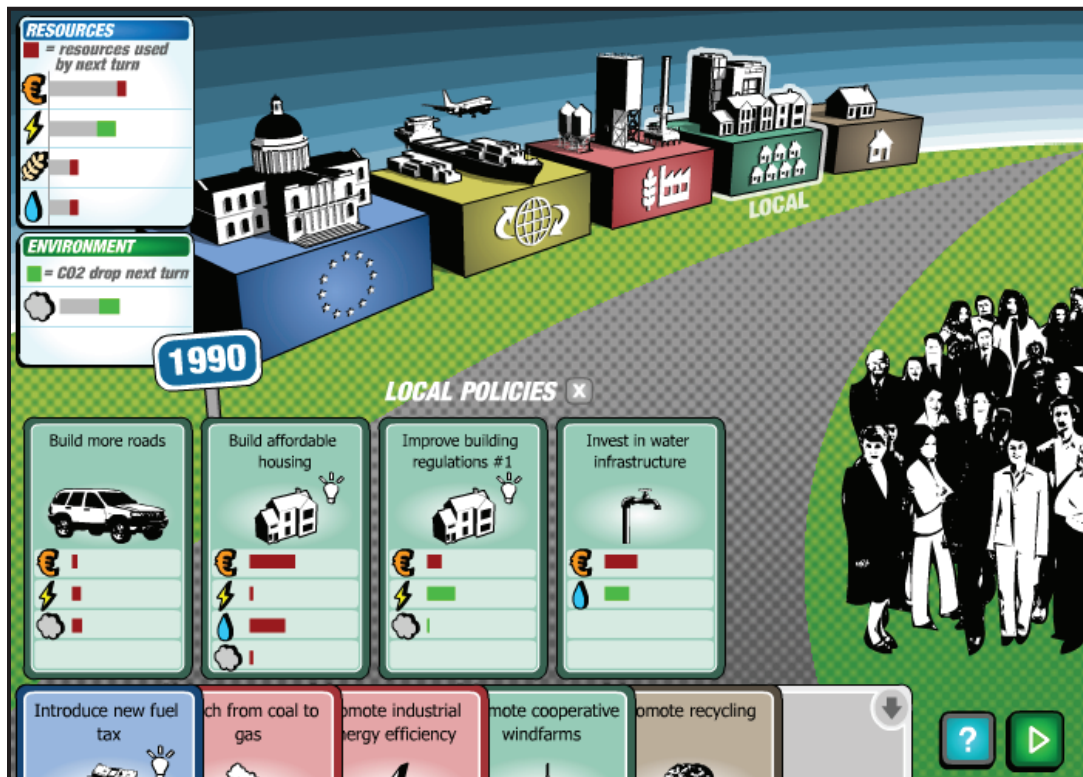 RESOURCES
= resources used
by next turn
ENVIRONMENT
= CO2 drop next turn
1990
LOCAL
LOCAL POLICIES X
Build more roads
Build affordable
housing
Improve building
regulations #1
Invest in water
infrastructure
Introduce new fuel
tax
ch from coal to
gas
omote industrial
nergy efficiency
mote cooperative
windfarms
omote recycling
?